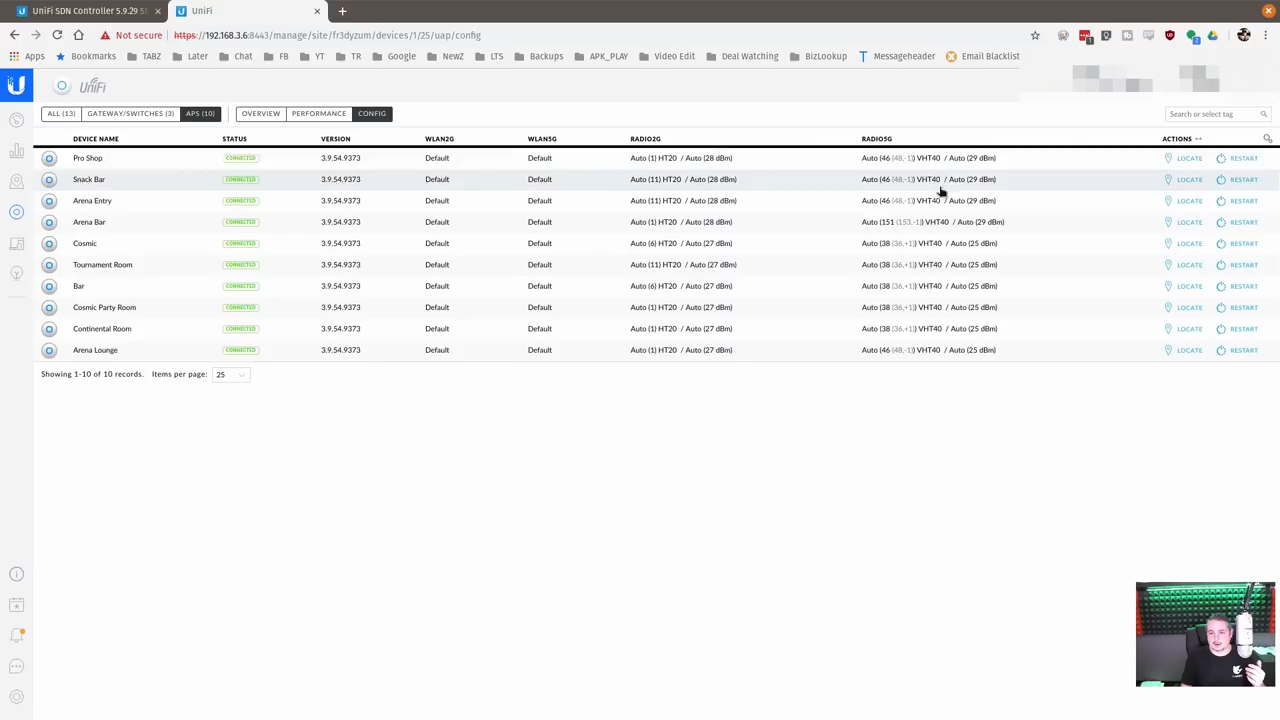 UniFi SDN Controller 5.9.29 S
UniFi
Not secure https://192.168.3.6:8443/manage/site/fr3dyzum/devices/1/25/uap/config
Apps Bookmarks TABZ Later Chat FB YT TR Google NewZ LTS Backups APK_PLAY Video Edit Deal Watching BizLookup Messageheader Email Blacklist
UniFi
ALL (13) GATEWAY/SWITCHES (3) APS (10) OVERVIEW PERFORMANCE CONFIG Search or select tag
DEVICE NAME STATUS VERSION WLAN2G WLAN5G RADIO2G RADIO5G ACTIONS
Pro Shop CONNECTED 3.9.54.9373 Default Default Auto (1) HT20 / Auto (28 dBm) Auto (46 (48,-1)) VHT40 / Auto (29 dBm) LOCATE RESTART
Snack Bar CONNECTED 3.9.54.9373 Default Default Auto (11) HT20 / Auto (28 dBm) Auto (46 (48,-1)) VHT40 / Auto (29 dBm) LOCATE RESTART
Arena Entry CONNECTED 3.9.54.9373 Default Default Auto (11) HT20 / Auto (28 dBm) Auto (46 (48,-1)) VHT40 / Auto (29 dBm) LOCATE RESTART
Arena Bar CONNECTED 3.9.54.9373 Default Default Auto (1) HT20 / Auto (28 dBm) Auto (151 (153,-1)) VHT40 / Auto (29 dBm) LOCATE RESTART
Cosmic CONNECTED 3.9.54.9373 Default Default Auto (6) HT20 / Auto (27 dBm) Auto (38 (36,+1)) VHT40 / Auto (25 dBm) LOCATE RESTART
Tournament Room CONNECTED 3.9.54.9373 Default Default Auto (11) HT20 / Auto (27 dBm) Auto (38 (36,+1)) VHT40 / Auto (25 dBm) LOCATE RESTART
Bar CONNECTED 3.9.54.9373 Default Default Auto (6) HT20 / Auto (27 dBm) Auto (38 (36,+1)) VHT40 / Auto (25 dBm) LOCATE RESTART
Cosmic Party Room CONNECTED 3.9.54.9373 Default Default Auto (1) HT20 / Auto (27 dBm) Auto (38 (36,+1)) VHT40 / Auto (25 dBm) LOCATE RESTART
Continental Room CONNECTED 3.9.54.9373 Default Default Auto (1) HT20 / Auto (27 dBm) Auto (38 (36,+1)) VHT40 / Auto (25 dBm) LOCATE RESTART
Arena Lounge CONNECTED 3.9.54.9373 Default Default Auto (1) HT20 / Auto (27 dBm) Auto (46 (48,-1)) VHT40 / Auto (25 dBm) LOCATE RESTART
Showing 1-10 of 10 records. Items per page: 25